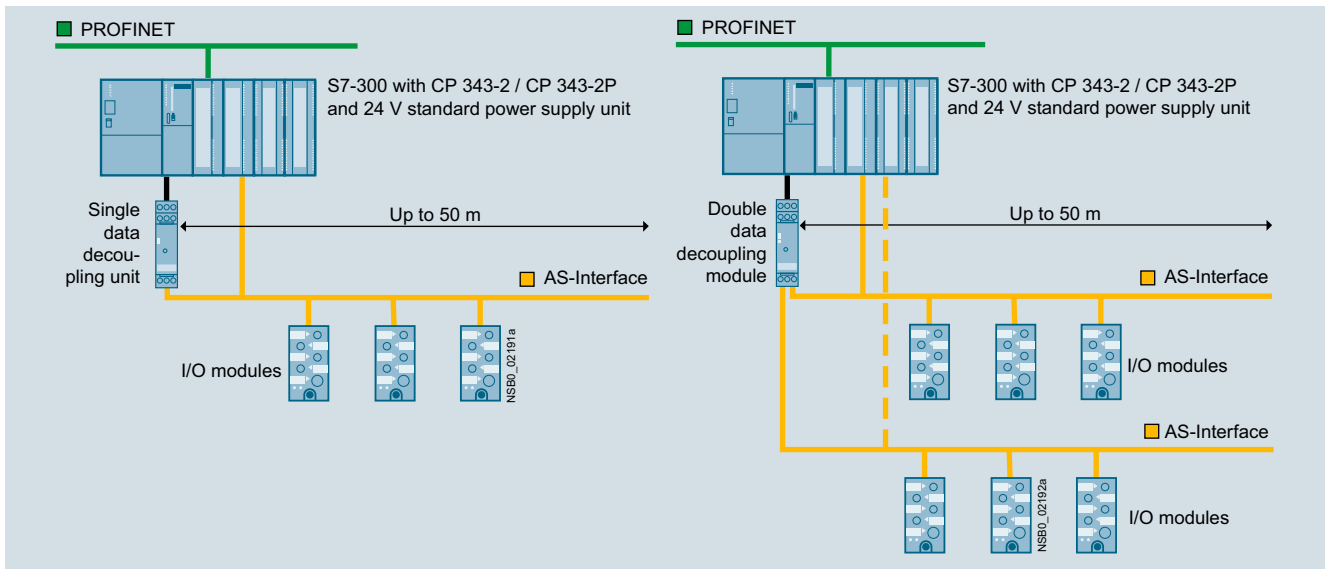 PROFINET
S7-300 with CP 343-2 / CP 343-2P
and 24 V standard power supply unit
Single
data
decou-
pling unit
Up to 50 m
AS-Interface
I/O modules
NSB0_02191a
PROFINET
S7-300 with CP 343-2 / CP 343-2P
and 24 V standard power supply unit
Double
data
decoupling
module
Up to 50 m
AS-Interface
I/O modules
AS-Interface
I/O modules
NSB0_02192a